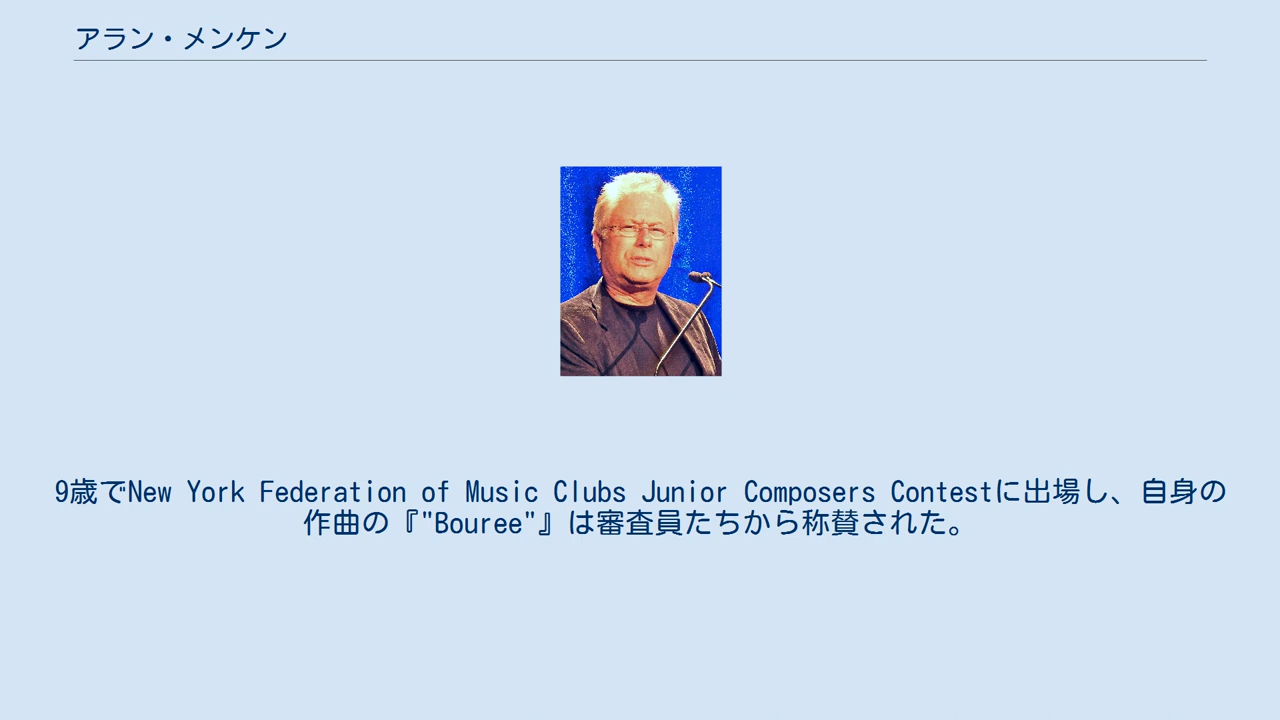 アラン・メンケン
9歳でNew York Federation of Music Clubs Junior Composers Contestに出場し、自身の
作曲の『"Bouree"』は審査員たちから称賛された。